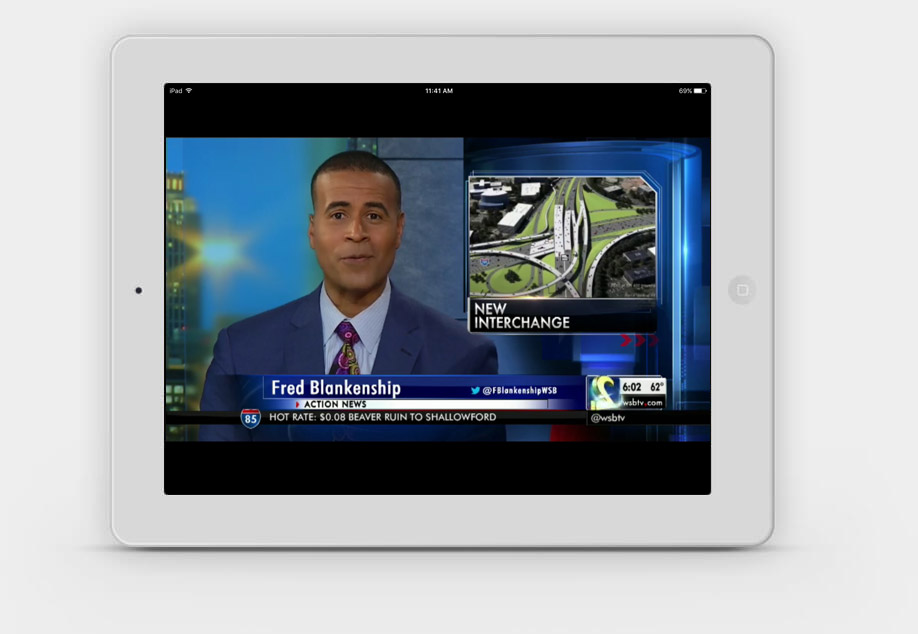 iPad
11:41 AM
69%
NEW
INTERCHANGE
Fred Blankenship
@FBlankenshipWSB
ACTION NEWS
6:02 62°
wsbtv.com
85
HOT RATE: $0.08 BEAVER RUIN TO SHALLOWFORD
@wsbtv